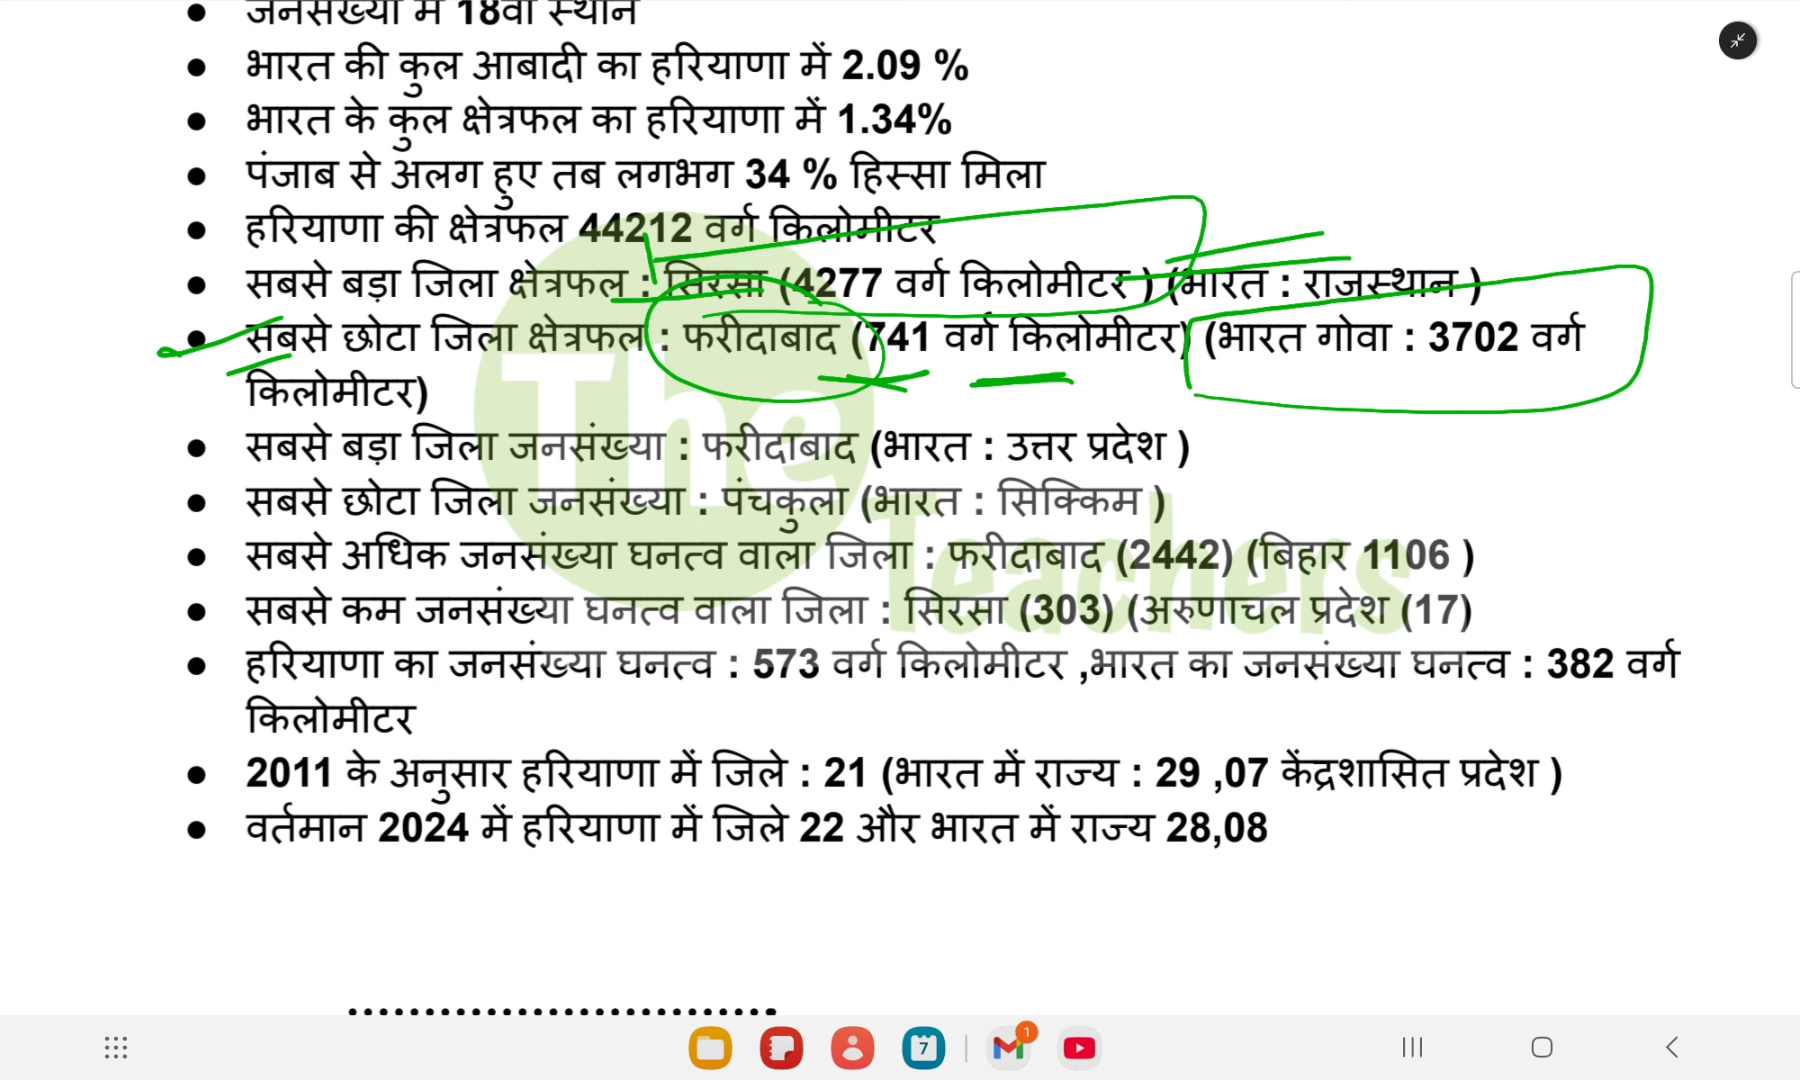 जनसंख्या में 18वां स्थान
● भारत की कुल आबादी का हरियाणा में 2.09 %
● भारत के कुल क्षेत्रफल का हरियाणा में 1.34%
● पंजाब से अलग हुए तब लगभग 34 % हिस्सा मिला
● हरियाणा की क्षेत्रफल 44212 वर्ग किलोमीटर
● सबसे बड़ा जिला क्षेत्रफल : सिरसा (4277 वर्ग किलोमीटर ) (भारत : राजस्थान )
● सबसे छोटा जिला क्षेत्रफल : फरीदाबाद (741 वर्ग किलोमीटर) (भारत गोवा : 3702 वर्ग
किलोमीटर)
● सबसे बड़ा जिला जनसंख्या : फरीदाबाद (भारत : उत्तर प्रदेश )
● सबसे छोटा जिला जनसंख्या : पंचकुला (भारत : सिक्किम )
● सबसे अधिक जनसंख्या घनत्व वाला जिला : फरीदाबाद (2442) (बिहार 1106 )
● सबसे कम जनसंख्या घनत्व वाला जिला : सिरसा (303) (अरुणाचल प्रदेश (17)
● हरियाणा का जनसंख्या घनत्व : 573 वर्ग किलोमीटर ,भारत का जनसंख्या घनत्व : 382 वर्ग
किलोमीटर
● 2011 के अनुसार हरियाणा में जिले : 21 (भारत में राज्य : 29 ,07 केंद्रशासित प्रदेश )
● वर्तमान 2024 में हरियाणा में जिले 22 और भारत में राज्य 28,08
The
Teachers
7
1